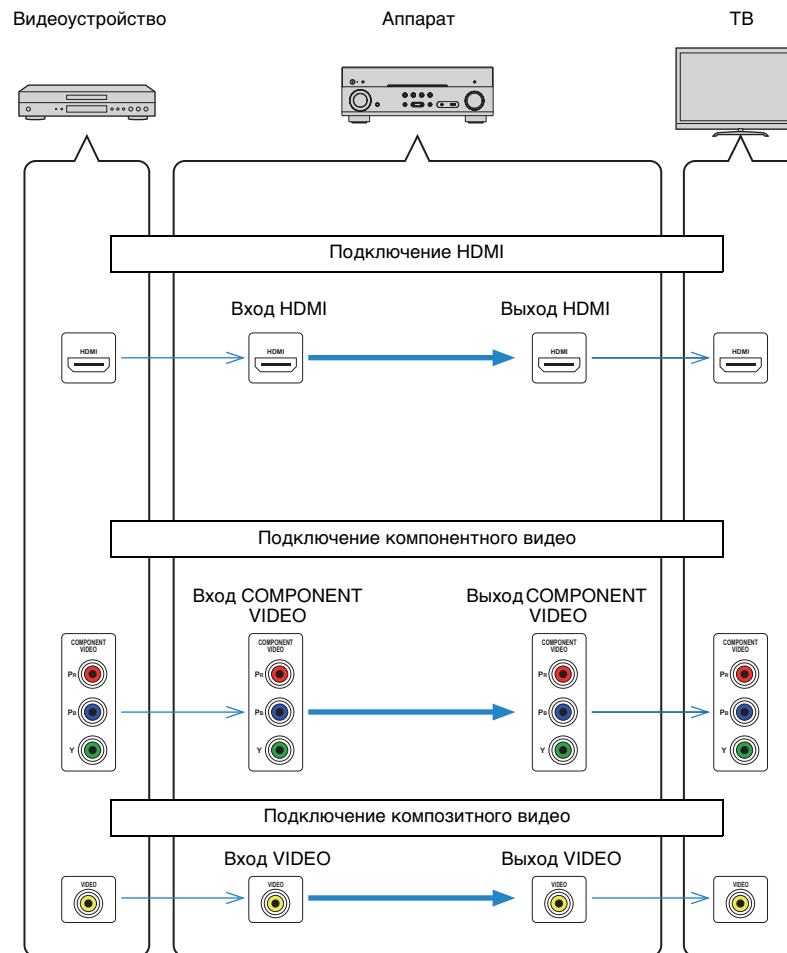 Видеоустройство
Аппарат
ТВ
Подключение HDMI
Вход HDMI
Выход HDMI
HDMI
HDMI
HDMI
HDMI
Подключение компонентного видео
Вход COMPONENT
VIDEO
Выход COMPONENT
VIDEO
COMPONENT
VIDEO
PR
PB
Y
COMPONENT
VIDEO
PR
PB
Y
COMPONENT
VIDEO
PR
PB
Y
COMPONENT
VIDEO
PR
PB
Y
Подключение композитного видео
Вход VIDEO
Выход VIDEO
VIDEO
VIDEO
VIDEO
VIDEO